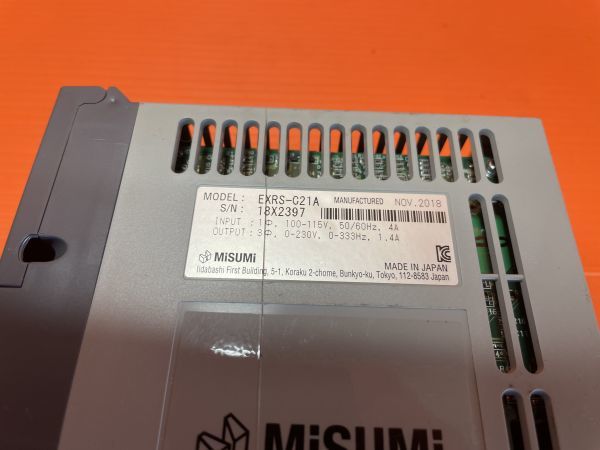 MODEL: EXRS-C21A MANUFACTURED NOV.2018
S/N: 18X2397
INPUT : 1Φ, 100-115V, 50/60Hz, 4A
OUTPUT: 3Φ, 0-230V, 0-333Hz, 1.4A
MiSUMi MADE IN JAPAN
Iidabashi First Building, 5-1, Koraku 2-chome, Bunkyo-ku, Tokyo, 112-8583 Japan
MiSUMi